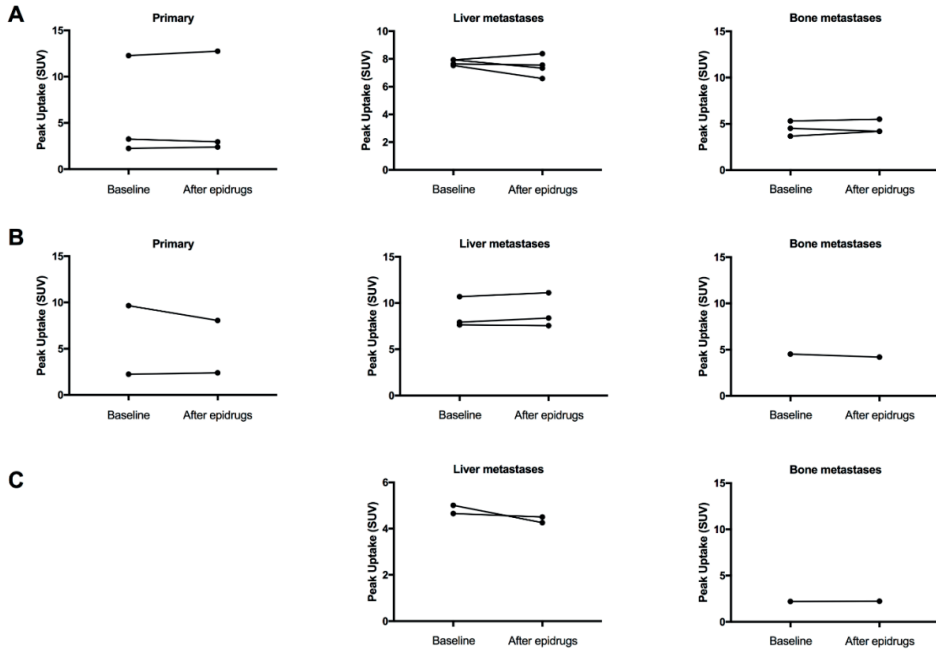 A
Primary
Peak Uptake (SUV)
15
10
5
0
Baseline
After epidrugs
Liver metastases
Peak Uptake (SUV)
10
8
6
4
2
0
Baseline
After epidrugs
Bone metastases
Peak Uptake (SUV)
15
10
5
0
Baseline
After epidrugs
B
Primary
Peak Uptake (SUV)
15
10
5
0
Baseline
After epidrugs
Liver metastases
Peak Uptake (SUV)
15
10
5
0
Baseline
After epidrugs
Bone metastases
Peak Uptake (SUV)
15
10
5
0
Baseline
After epidrugs
C
Liver metastases
Peak Uptake (SUV)
6
4
2
0
Baseline
After epidrugs
Bone metastases
Peak Uptake (SUV)
15
10
5
0
Baseline
After epidrugs